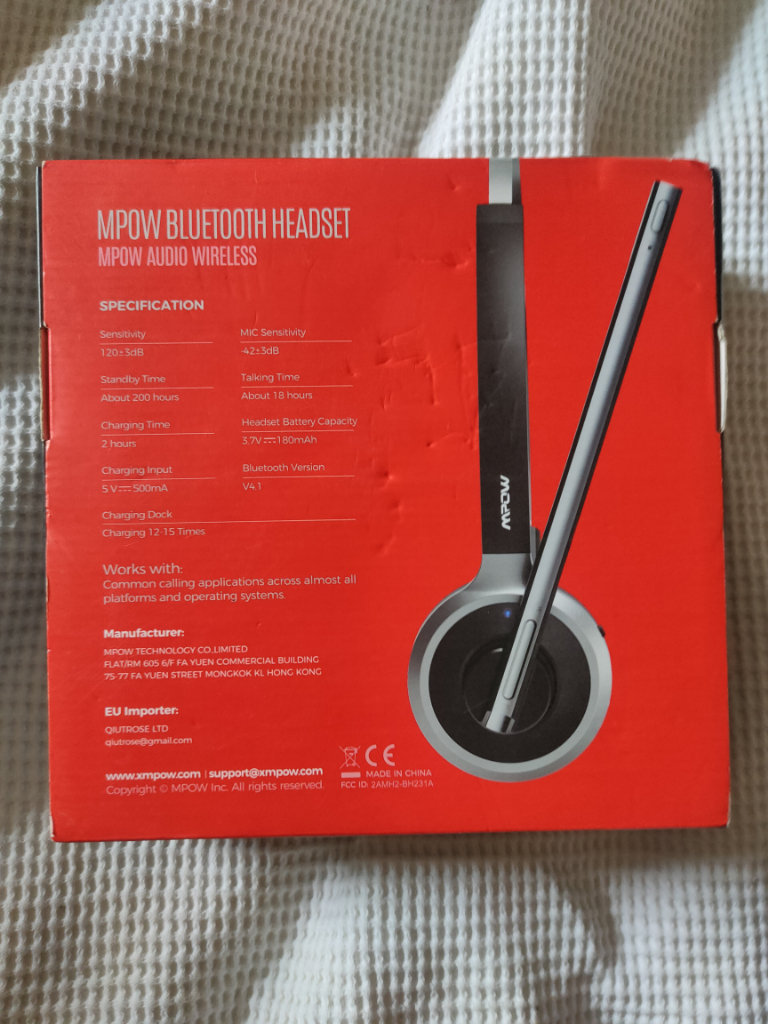 MPOW BLUETOOTH HEADSET
MPOW AUDIO WIRELESS
SPECIFICATION
Sensitivity
120±3dB
MIC Sensitivity
-42±3dB
Standby Time
About 200 hours
Talking Time
About 18 hours
Charging Time
2 hours
Headset Battery Capacity
3.7V⎓180mAh
Charging Input
5 V⎓500mA
Bluetooth Version
V4.1
Charging Dock
Charging 12-15 Times
Works with:
Common calling applications across almost all
platforms and operating systems.
Manufacturer:
MPOW TECHNOLOGY CO.,LIMITED
FLAT/RM 605 6/F FA YUEN COMMERCIAL BUILDING
75-77 FA YUEN STREET MONGKOK KL HONG KONG
EU Importer:
QIUTROSE LTD
qiutrose@gmail.com
www.xmpow.com | support@xmpow.com
Copyright © MPOW Inc. All rights reserved.
CE
MADE IN CHINA
FCC ID: 2AMH2-BH231A
MPOW